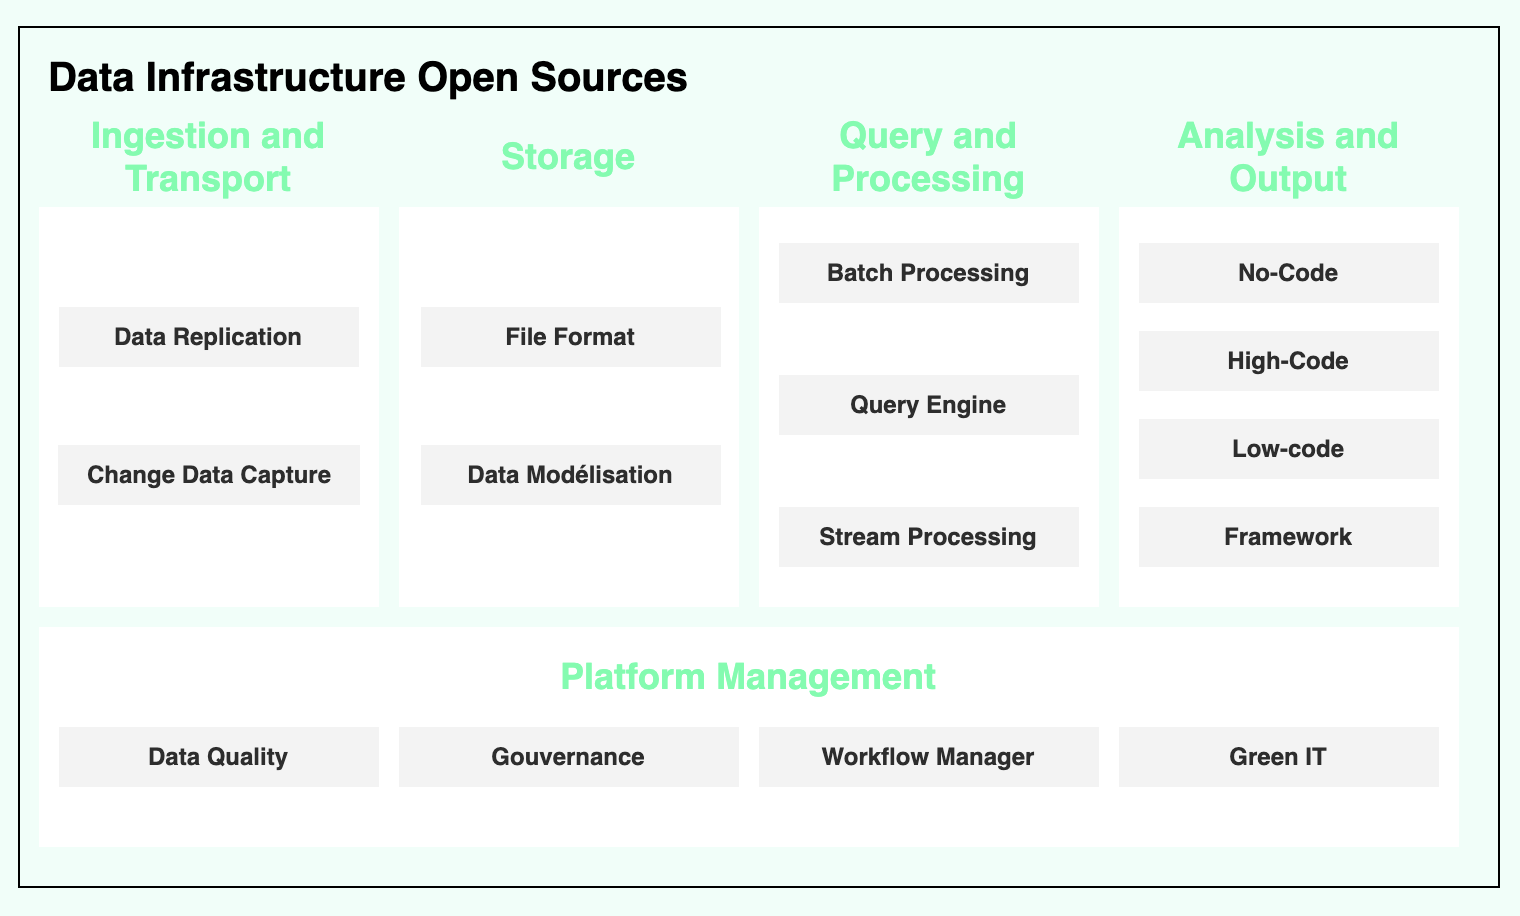 Data Infrastructure Open Sources
Ingestion and
Transport
Storage
Query and
Processing
Analysis and
Output
Data Replication
Change Data Capture
File Format
Data Modélisation
Batch Processing
Query Engine
Stream Processing
No-Code
High-Code
Low-code
Framework
Platform Management
Data Quality
Gouvernance
Workflow Manager
Green IT